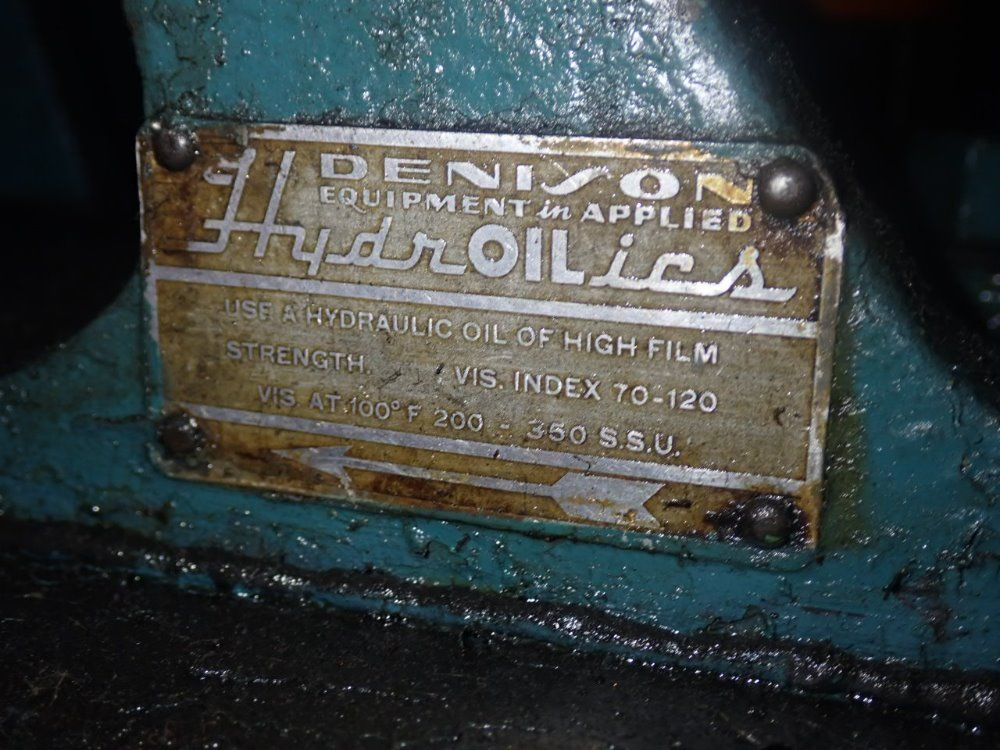 DENISON
EQUIPMENT in APPLIED
HydrOILics
USE A HYDRAULIC OIL OF HIGH FILM
STRENGTH. VIS. INDEX 70-120
VIS. AT 100° F 200 - 350 S.S.U.